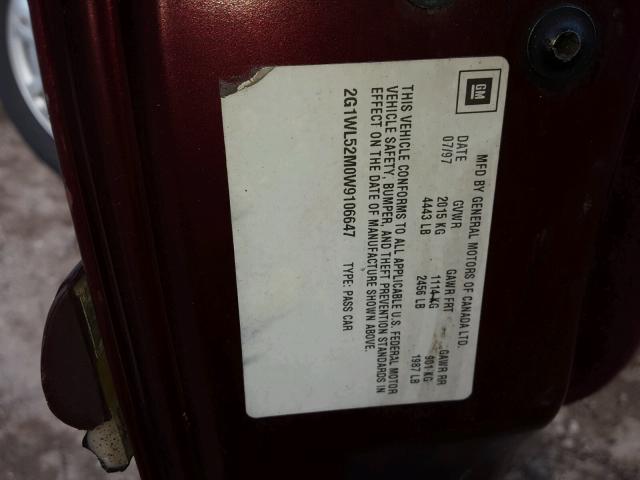 GM
MFD BY GENERAL MOTORS OF CANADA LTD.
DATE GVWR GAWR FRT GAWR RR
07/97 2015 KG 1114 KG 901 KG
4443 LB 2456 LB 1987 LB
THIS VEHICLE CONFORMS TO ALL APPLICABLE U.S. FEDERAL MOTOR
VEHICLE SAFETY, BUMPER, AND THEFT PREVENTION STANDARDS IN
EFFECT ON THE DATE OF MANUFACTURE SHOWN ABOVE.
2G1WL52M0W9106647 TYPE: PASS CAR